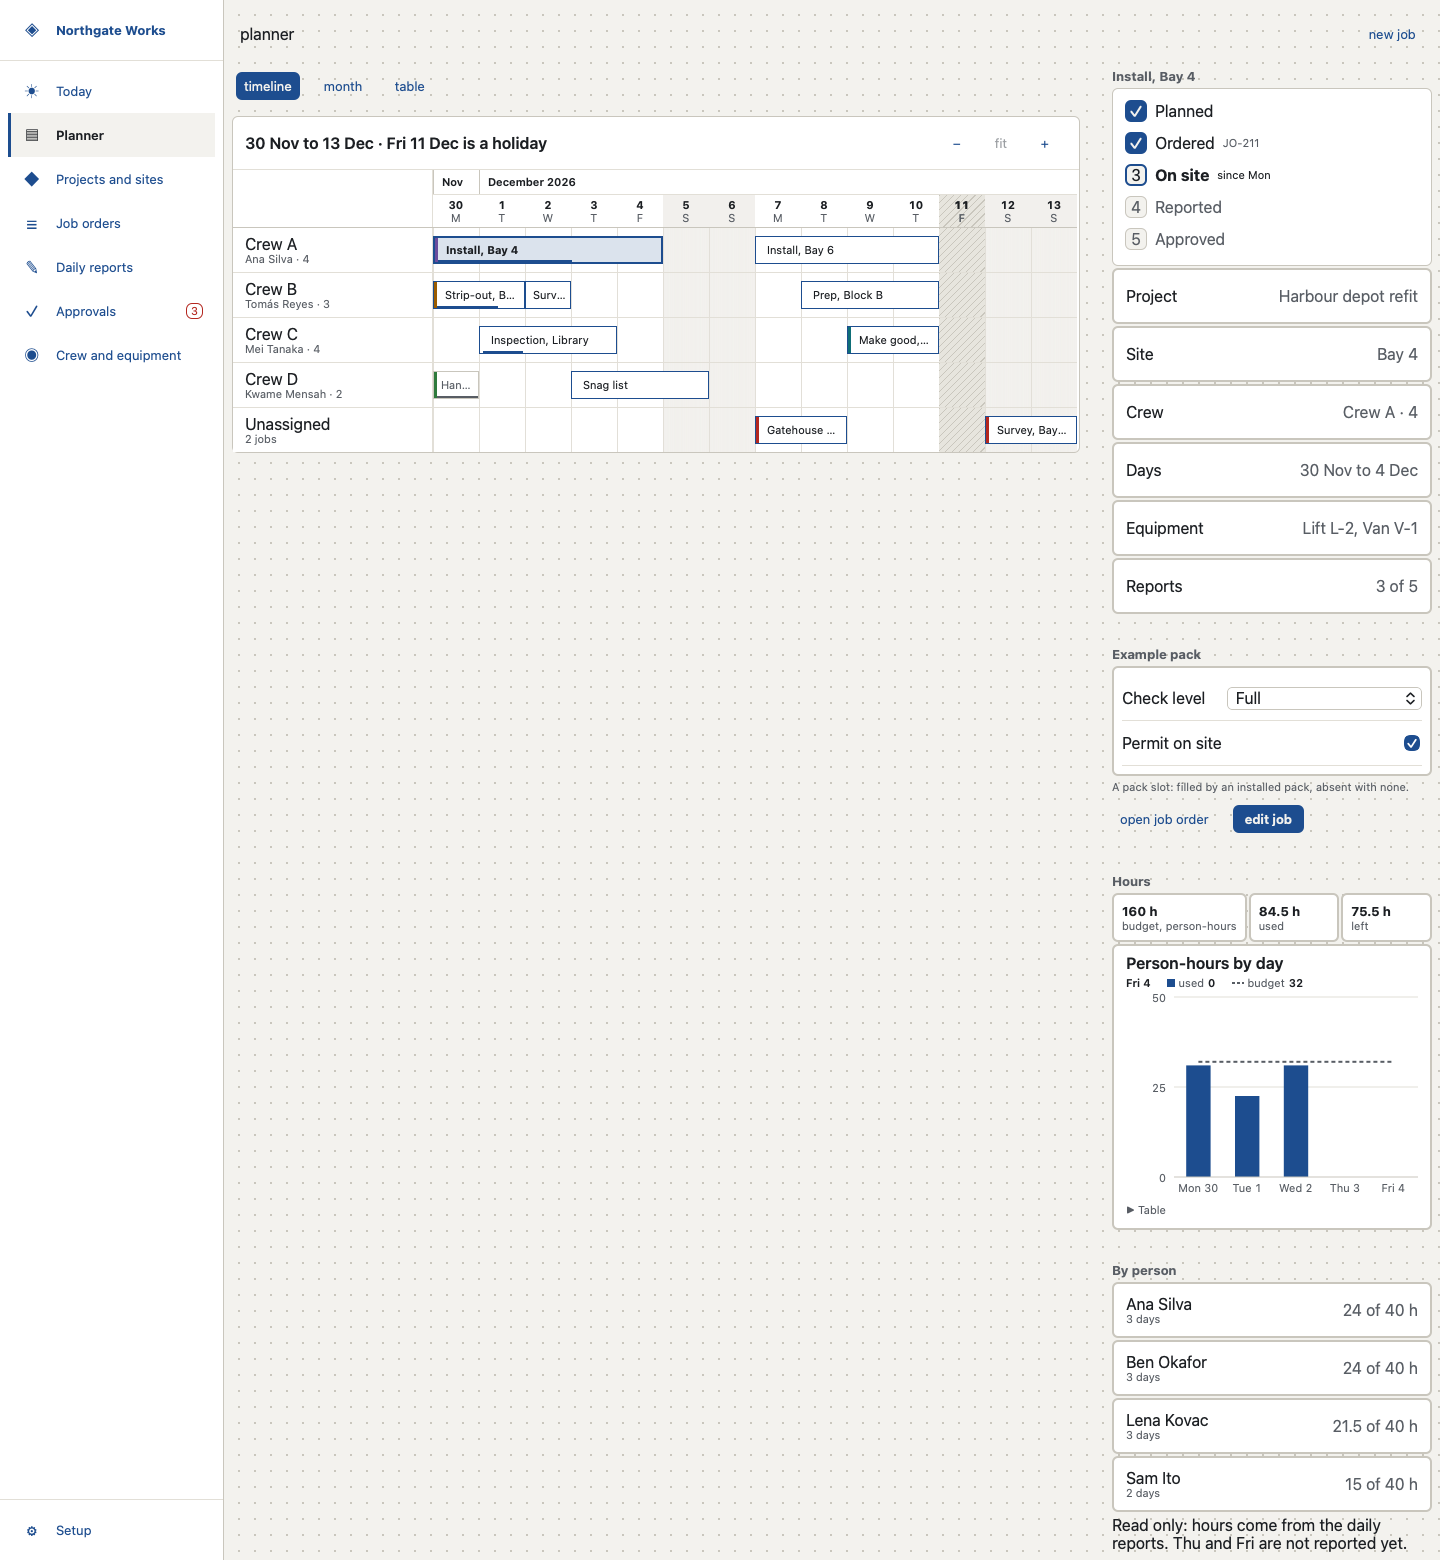 Northgate Works
Today
Planner
Projects and sites
Job orders
Daily reports
Approvals 3
Crew and equipment
Setup
planner
new job
timeline month table
30 Nov to 13 Dec · Fri 11 Dec is a holiday
− fit +
Nov December 2026
30 1 2 3 4 5 6 7 8 9 10 11 12 13
M T W T F S S M T W T F S S
Crew A
Ana Silva · 4
Install, Bay 4
Install, Bay 6
Crew B
Tomás Reyes · 3
Strip-out, B...
Surv...
Prep, Block B
Crew C
Mei Tanaka · 4
Inspection, Library
Make good,...
Crew D
Kwame Mensah · 2
Han...
Snag list
Unassigned
2 jobs
Gatehouse ...
Survey, Bay...
Install, Bay 4
Planned
Ordered JO-211
3 On site since Mon
4 Reported
5 Approved
Project Harbour depot refit
Site Bay 4
Crew Crew A · 4
Days 30 Nov to 4 Dec
Equipment Lift L-2, Van V-1
Reports 3 of 5
Example pack
Check level Full
Permit on site
A pack slot: filled by an installed pack, absent with none.
open job order edit job
Hours
160 h
budget, person-hours
84.5 h
used
75.5 h
left
Person-hours by day
Fri 4 used 0 budget 32
50
25
0
Mon 30 Tue 1 Wed 2 Thu 3 Fri 4
Table
By person
Ana Silva
3 days
24 of 40 h
Ben Okafor
3 days
24 of 40 h
Lena Kovac
3 days
21.5 of 40 h
Sam Ito
2 days
15 of 40 h
Read only: hours come from the daily
reports. Thu and Fri are not reported yet.